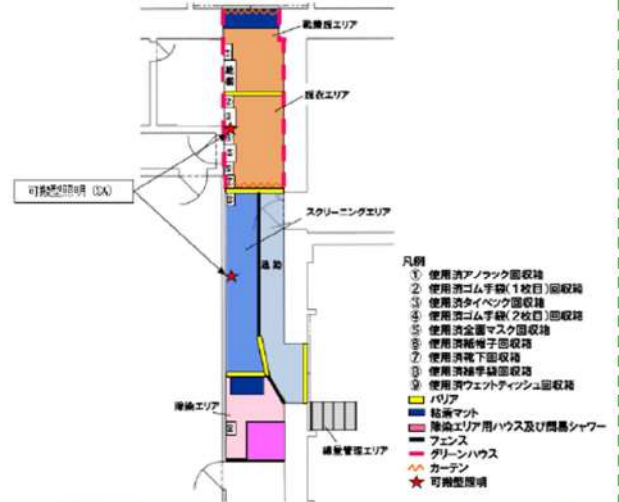 靴着脱エリア
脱衣エリア
可搬型照明(SA)
スクリーニングエリア
通路
除染エリア
線量管理エリア
凡例
① 使用済アノラック回収箱
② 使用済ゴム手袋(1枚目)回収箱
③ 使用済タイベック回収箱
④ 使用済ゴム手袋(2枚目)回収箱
⑤ 使用済全面マスク回収箱
⑥ 使用済紙帽子回収箱
⑦ 使用済靴下回収箱
⑧ 使用済綿手袋回収箱
⑨ 使用済ウェットティッシュ回収箱
バリア
粘着マット
除染エリア用ハウス及び簡易シャワー
フェンス
グリーンハウス
カーテン
可搬型照明